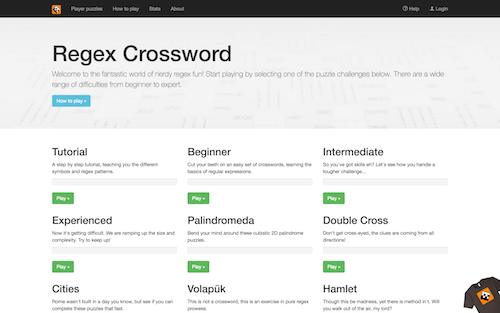 Player puzzles How to play Stats About Help Login
Regex Crossword
Welcome to the fantastic world of nerdy regex fun! Start playing by selecting one of the puzzle challenges below. There are a wide
range of difficulties from beginner to expert.
How to play »
Tutorial
A step by step tutorial, teaching you the different
symbols and regex patterns.
Play »
Beginner
Cut your teeth on an easy set of crosswords, learning the
basics of regular expressions.
Play »
Intermediate
So you've got skills eh? Let's see how you handle a
tougher challenge...
Play »
Experienced
Now it's getting difficult. We are ramping up the size and
complexity. Try to keep up!
Play »
Palindromeda
Bend your mind around these cubistic 2D palindrome
puzzles.
Play »
Double Cross
Don't get cross-eyed, the clues are coming from all
directions!
Play »
Cities
Rome wasn't built in a day you know, but see if you can
complete these puzzles that fast.
Volapük
This is not a crossword, this is an exercise in pure regex
prowess.
Hamlet
Though this be madness, yet there is method in't. Will
you walk out of the air, my lord?